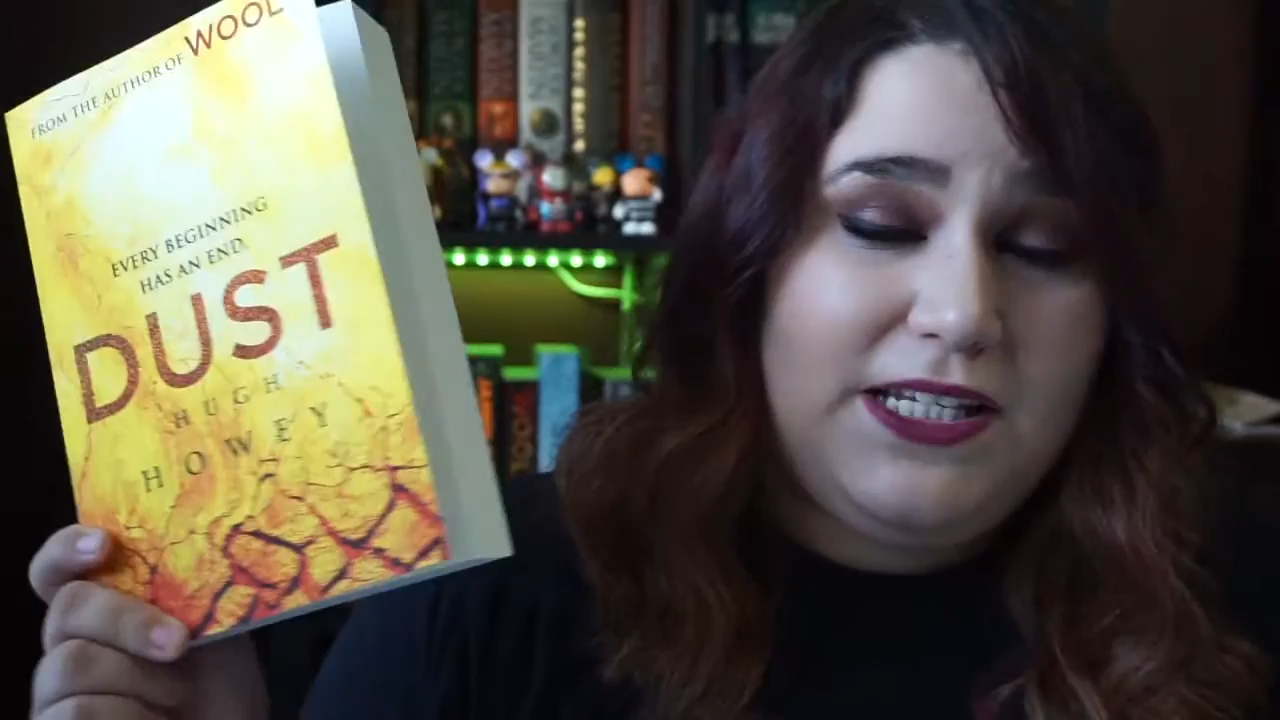 FROM THE AUTHOR OF WOOL
EVERY BEGINNING
HAS AN END
DUST
HUGH
HOWEY